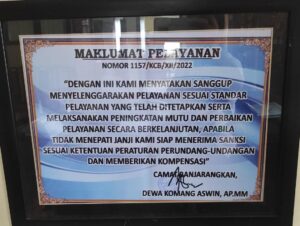 MAKLUMAT PELAYANAN
NOMOR 1157/KCB/XII/2022
"DENGAN INI KAMI MENYATAKAN SANGGUP
MENYELENGGARAKAN PELAYANAN SESUAI STANDAR
PELAYANAN YANG TELAH DITETAPKAN SERTA
MELAKSANAKAN PENINGKATAN MUTU DAN PERBAIKAN
PELAYANAN SECARA BERKELANJUTAN, APABILA
TIDAK MENEPATI JANJI KAMI SIAP MENERIMA SANKSI
SESUAI KETENTUAN PERATURAN PERUNDANG-UNDANGAN
DAN MEMBERIKAN KOMPENSASI"
CAMAT BANJARANGKAN,
DEWA KOMANG ASWIN, AP.MM